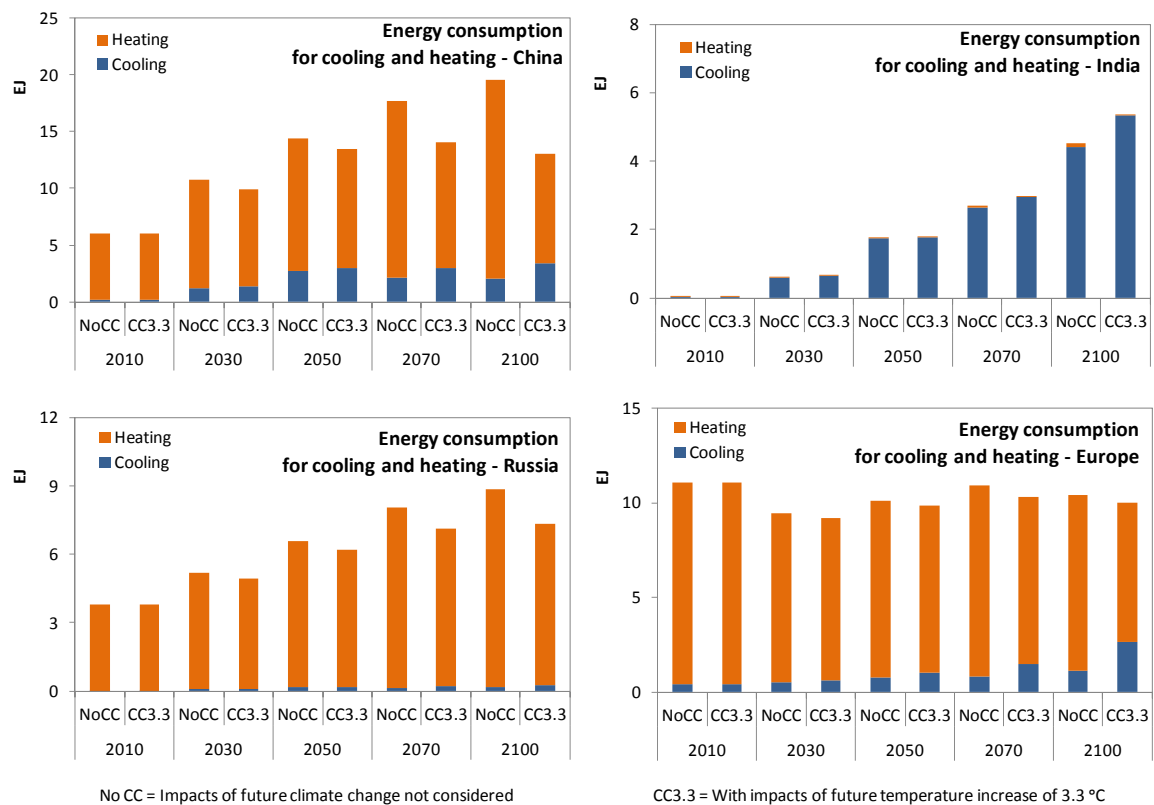 Energy consumption
for cooling and heating - China
Heating
Cooling
EJ
25
20
15
10
5
0
NoCC CC3.3 NoCC CC3.3 NoCC CC3.3 NoCC CC3.3 NoCC CC3.3
2010 2030 2050 2070 2100
Energy consumption
for cooling and heating - India
Heating
Cooling
EJ
8
6
4
2
0
NoCC CC3.3 NoCC CC3.3 NoCC CC3.3 NoCC CC3.3 NoCC CC3.3
2010 2030 2050 2070 2100
Energy consumption
for cooling and heating - Russia
Heating
Cooling
EJ
12
9
6
3
0
NoCC CC3.3 NoCC CC3.3 NoCC CC3.3 NoCC CC3.3 NoCC CC3.3
2010 2030 2050 2070 2100
Energy consumption
for cooling and heating - Europe
Heating
Cooling
EJ
15
10
5
0
NoCC CC3.3 NoCC CC3.3 NoCC CC3.3 NoCC CC3.3 NoCC CC3.3
2010 2030 2050 2070 2100
No CC = Impacts of future climate change not considered
CC3.3 = With impacts of future temperature increase of 3.3 °C